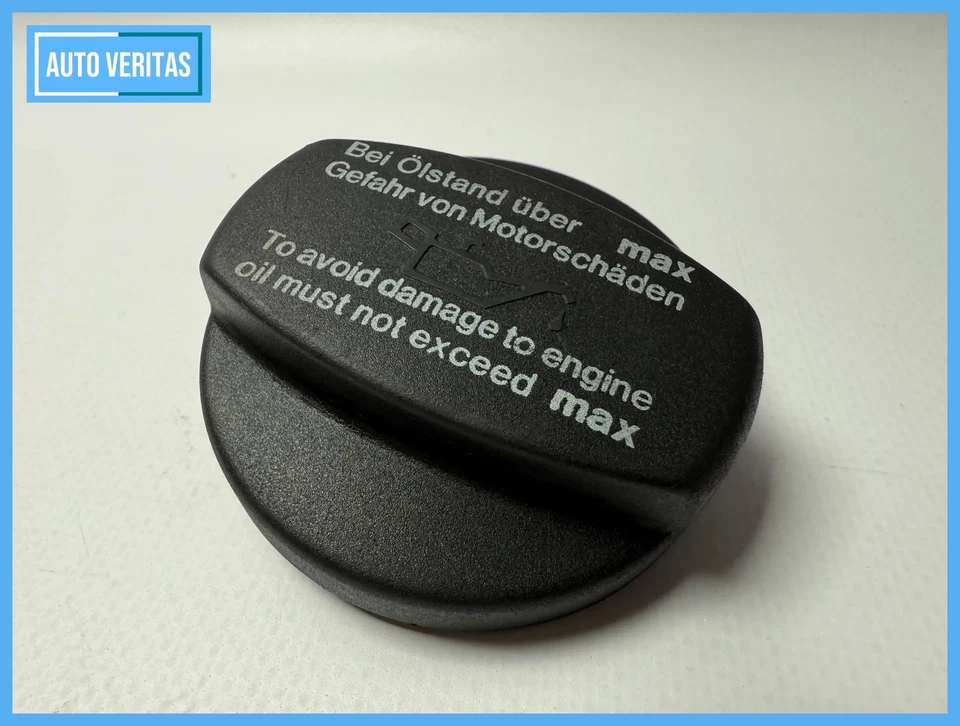 AUTO VERITAS
Bei Ölstand über max
Gefahr von Motorschäden
To avoid damage to engine
oil must not exceed max